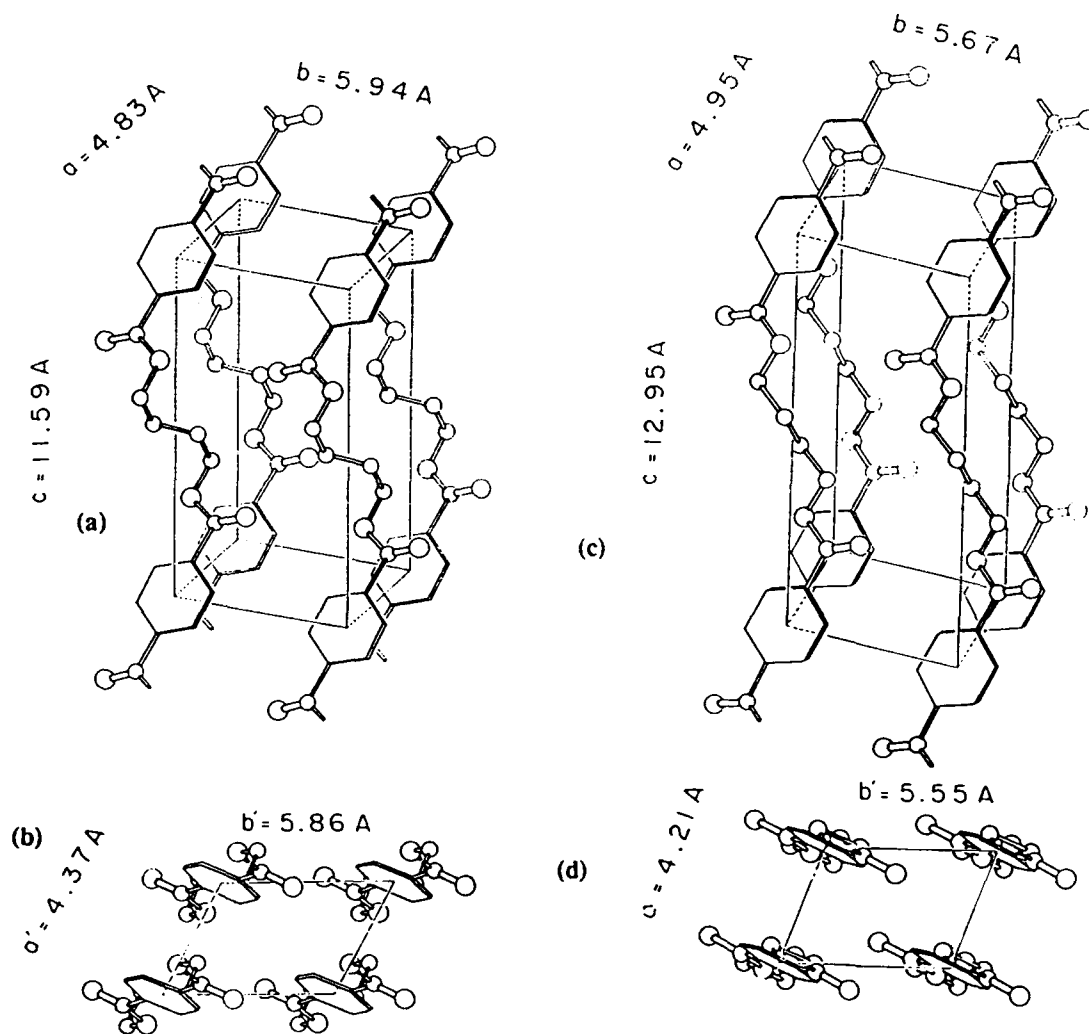 a = 4.83 A
b = 5.94 A
c = 11.59 A
(a)
a = 4.95 A
b = 5.67 A
c = 12.95 A
(c)
(b)
a' = 4.37 A
b' = 5.86 A
(d)
a' = 4.21 A
b' = 5.55 A